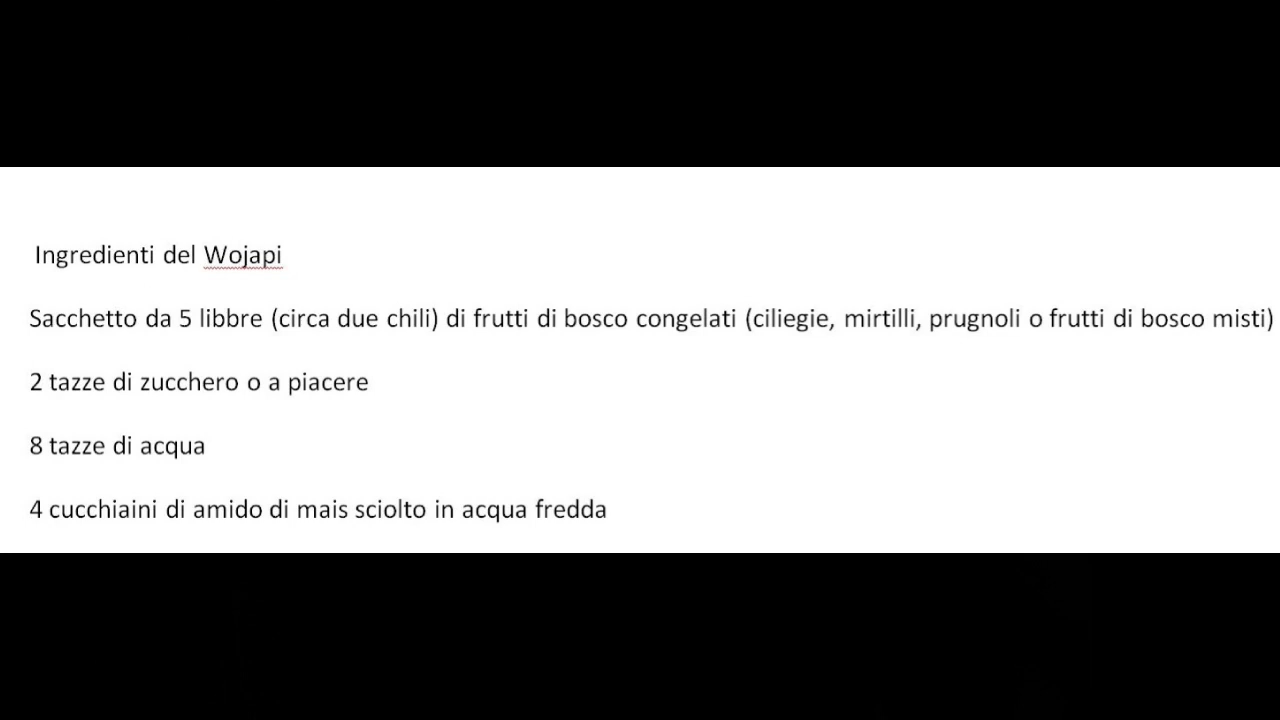 Ingredienti del Wojapi
Sacchetto da 5 libbre (circa due chili) di frutti di bosco congelati (ciliegie, mirtilli, prugnoli o frutti di bosco misti)
2 tazze di zucchero o a piacere
8 tazze di acqua
4 cucchiaini di amido di mais sciolto in acqua fredda